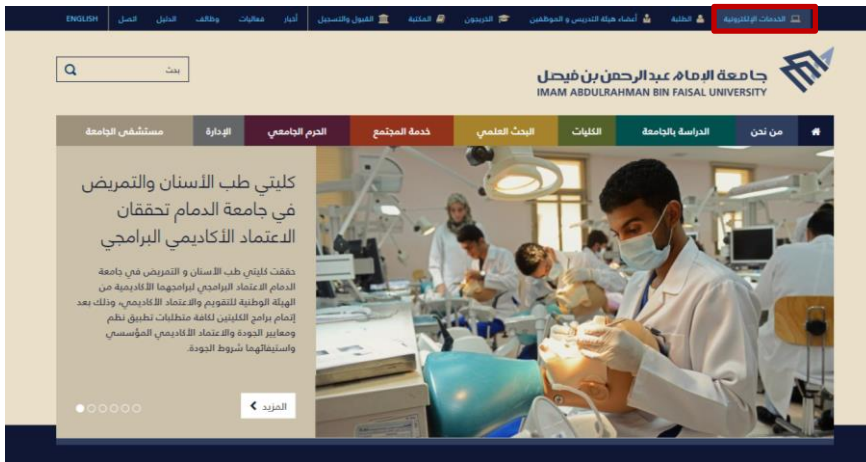 الخدمات الإلكترونية الطلبة أعضاء هيئة التدريس و الموظفين الخريجون المكتبة القبول والتسجيل أخبار فعاليات وظائف الدليل اتصل ENGLISH
جامعة الإمام عبد الرحمن بن فيصل
IMAM ABDULRAHMAN BIN FAISAL UNIVERSITY
بحث
من نحن الدراسة بالجامعة الكليات البحث العلمي خدمة المجتمع الحرم الجامعي الإدارة مستشفى الجامعة
كليتي طب الأسنان والتمريض
في جامعة الدمام تحققان
الاعتماد الأكاديمي البرامجي
حققت كليتي طب الأسنان و التمريض في جامعة
الدمام الاعتماد البرامجي لبرامجهما الأكاديمية من
الهيئة الوطنية للتقويم والاعتماد الأكاديمي، وذلك بعد
إتمام برامج الكليتين لكافة متطلبات تطبيق نظم
ومعايير الجودة والاعتماد الأكاديمي المؤسسي
واستيفائهما شروط الجودة.
المزيد